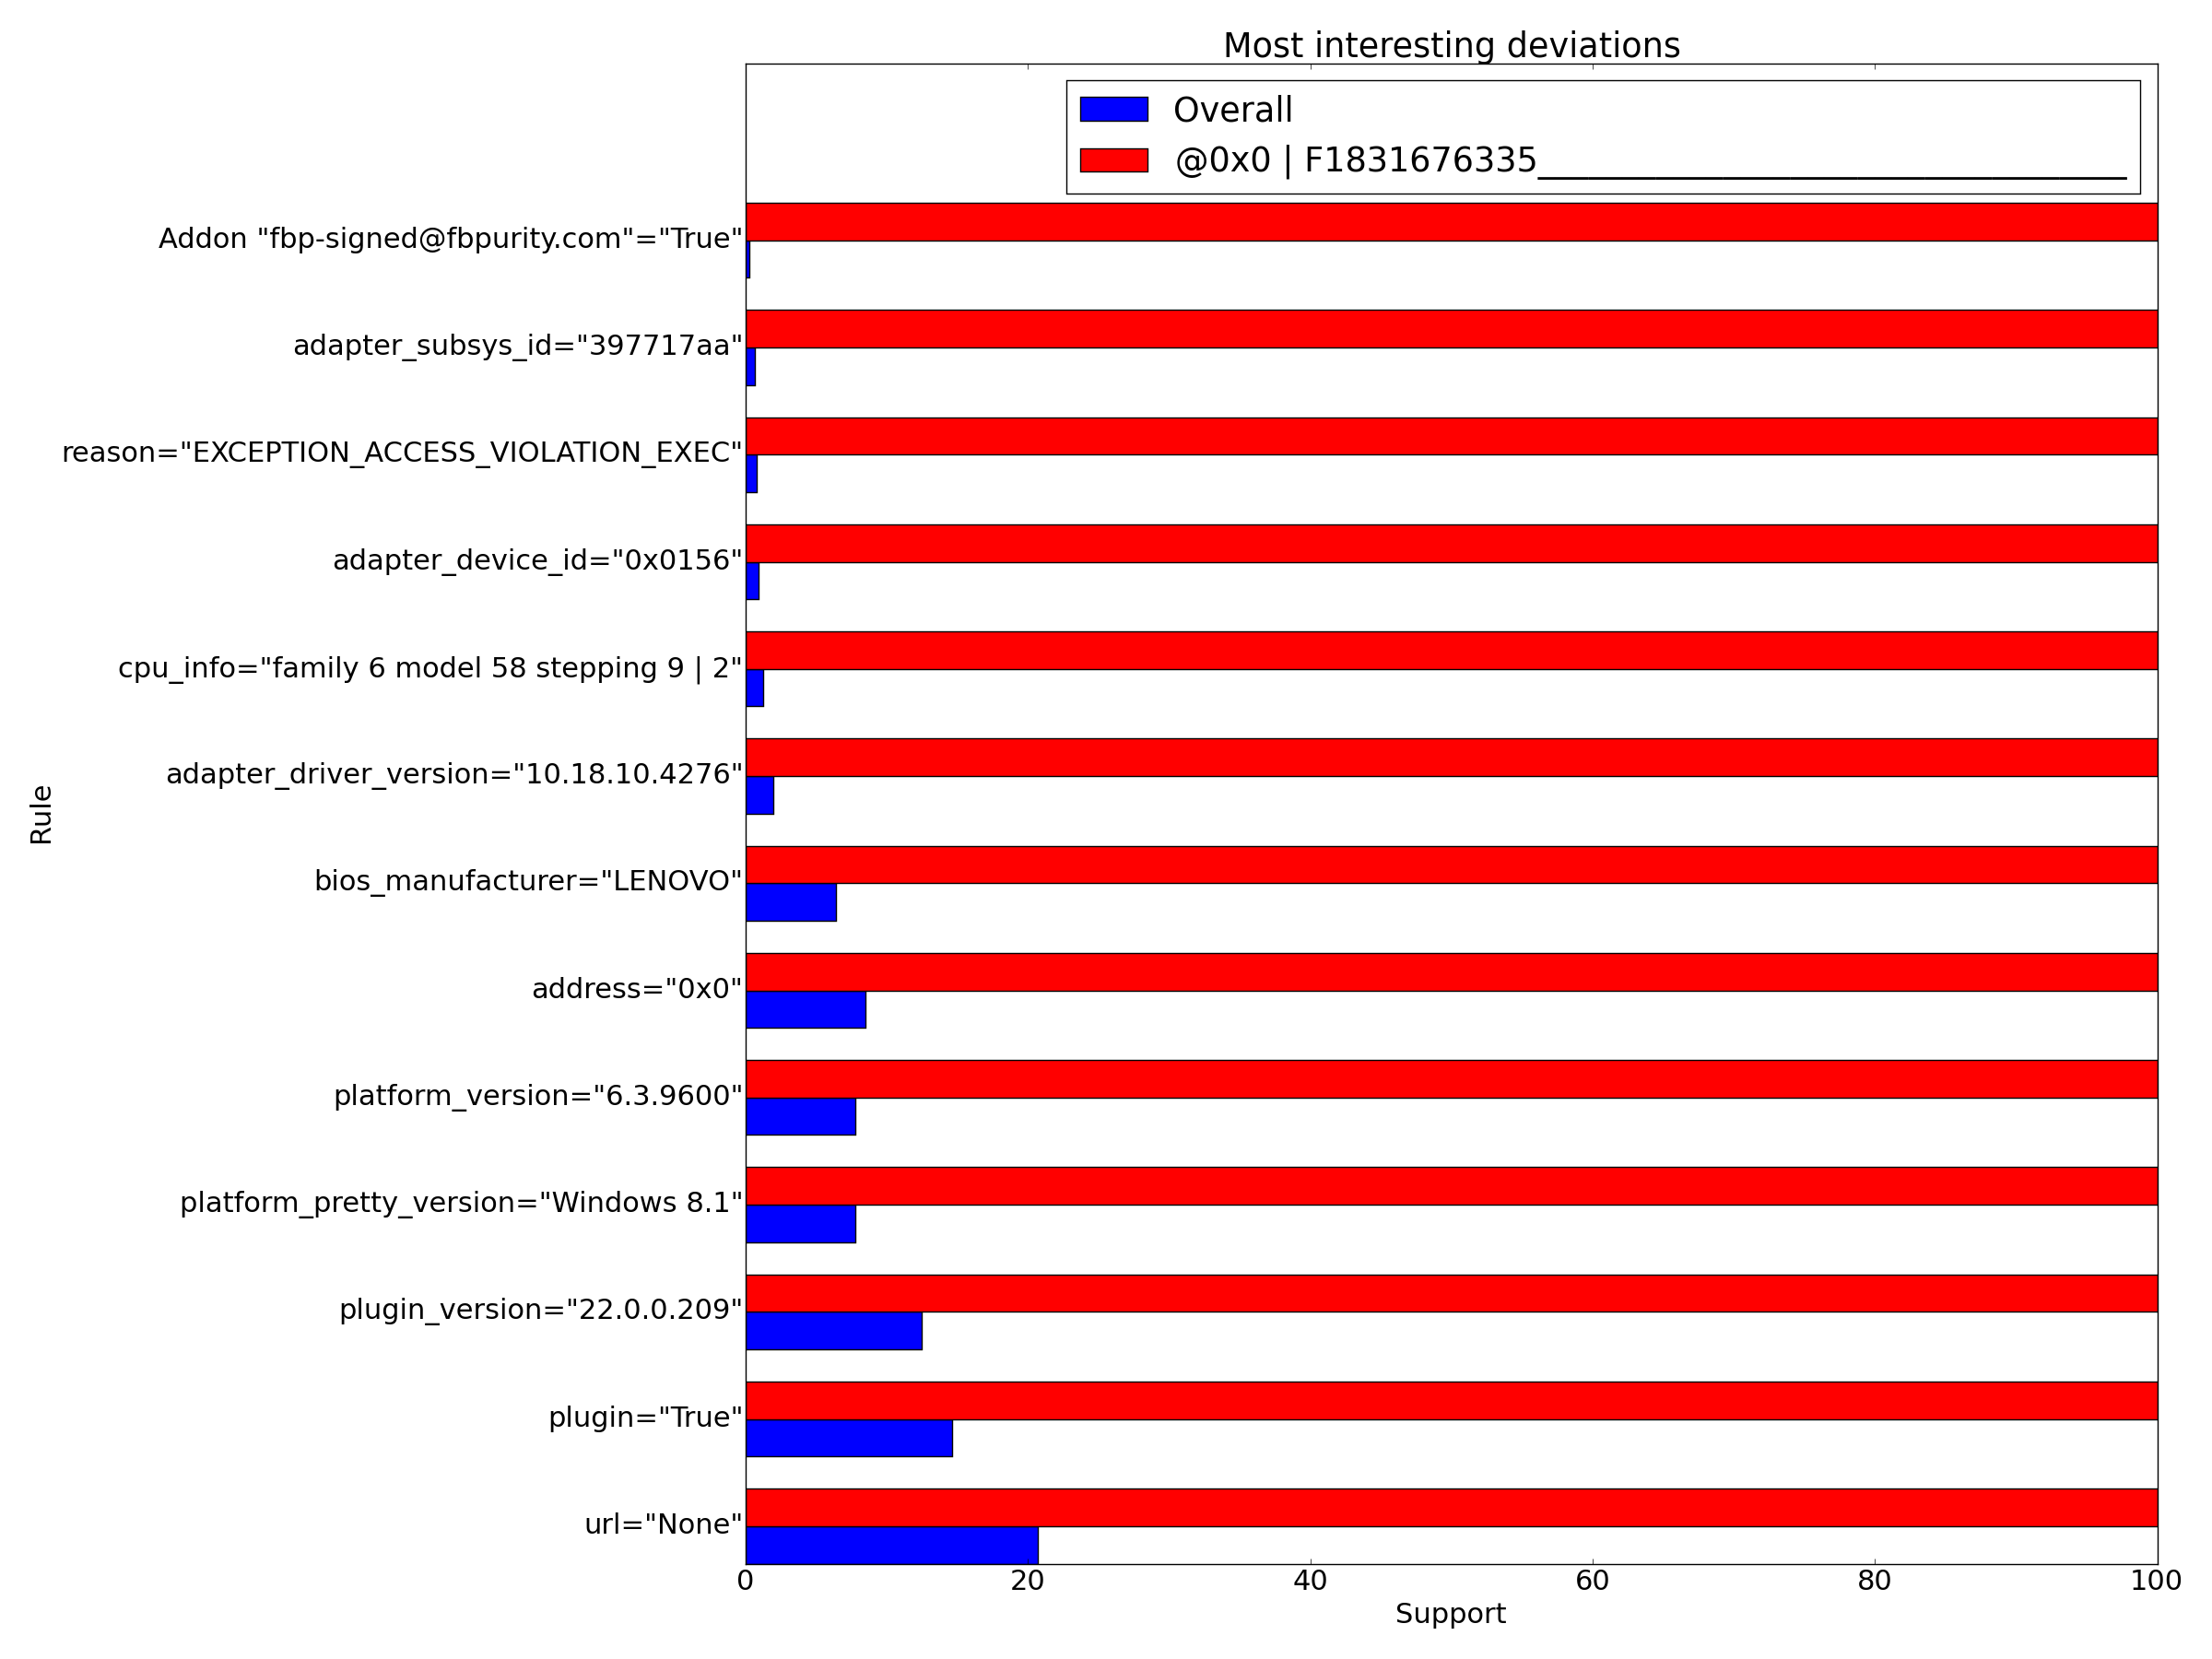 Most interesting deviations
Overall
@0x0 | F1831676335___________________________________
Addon "fbp-signed@fbpurity.com"="True"
adapter_subsys_id="397717aa"
reason="EXCEPTION_ACCESS_VIOLATION_EXEC"
adapter_device_id="0x0156"
cpu_info="family 6 model 58 stepping 9 | 2"
adapter_driver_version="10.18.10.4276"
bios_manufacturer="LENOVO"
address="0x0"
platform_version="6.3.9600"
platform_pretty_version="Windows 8.1"
plugin_version="22.0.0.209"
plugin="True"
url="None"
Rule
0 20 40 60 80 100
Support